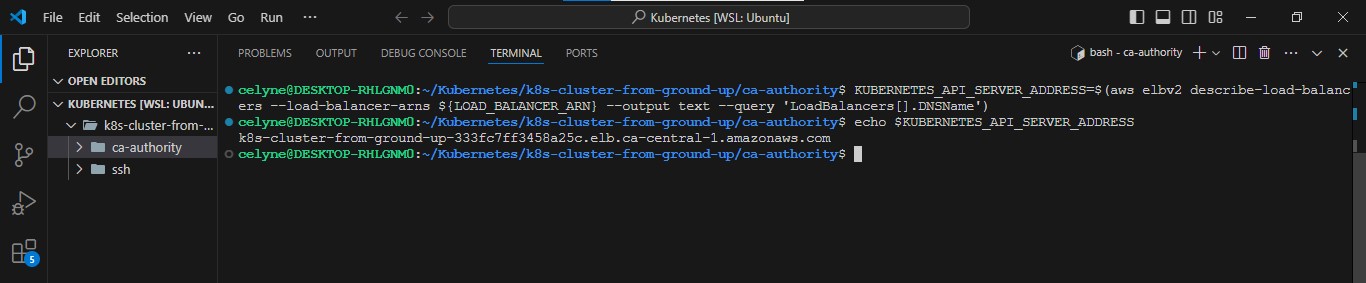 File Edit Selection View Go Run ··· Kubernetes [WSL: Ubuntu]
EXPLORER ···
PROBLEMS OUTPUT DEBUG CONSOLE TERMINAL PORTS bash - ca-authority
OPEN EDITORS
KUBERNETES [WSL: UBUN...
k8s-cluster-from-...
ca-authority
ssh
5
celyne@DESKTOP-RHLGNM0:~/Kubernetes/k8s-cluster-from-ground-up/ca-authority$ KUBERNETES_API_SERVER_ADDRESS=$(aws elbv2 describe-load-balanc
ers --load-balancer-arns ${LOAD_BALANCER_ARN} --output text --query 'LoadBalancers[].DNSName')
celyne@DESKTOP-RHLGNM0:~/Kubernetes/k8s-cluster-from-ground-up/ca-authority$ echo $KUBERNETES_API_SERVER_ADDRESS
k8s-cluster-from-ground-up-333fc7ff3458a25c.elb.ca-central-1.amazonaws.com
celyne@DESKTOP-RHLGNM0:~/Kubernetes/k8s-cluster-from-ground-up/ca-authority$